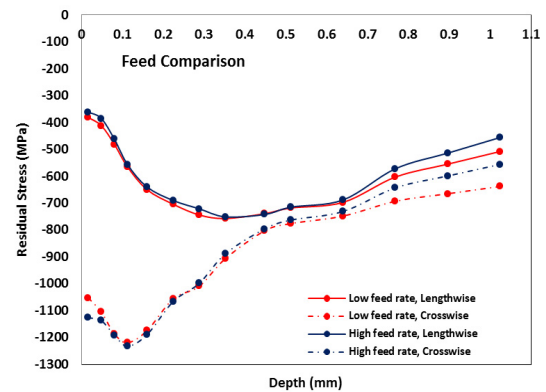 0
0 0.1 0.2 0.3 0.4 0.5 0.6 0.7 0.8 0.9 1 1.1
Feed Comparison
-100
-200
-300
-400
-500
-600
-700
-800
-900
-1000
-1100
-1200
-1300
Residual Stress (MPa)
Low feed rate, Lengthwise
Low feed rate, Crosswise
High feed rate, Lengthwise
High feed rate, Crosswise
Depth (mm)